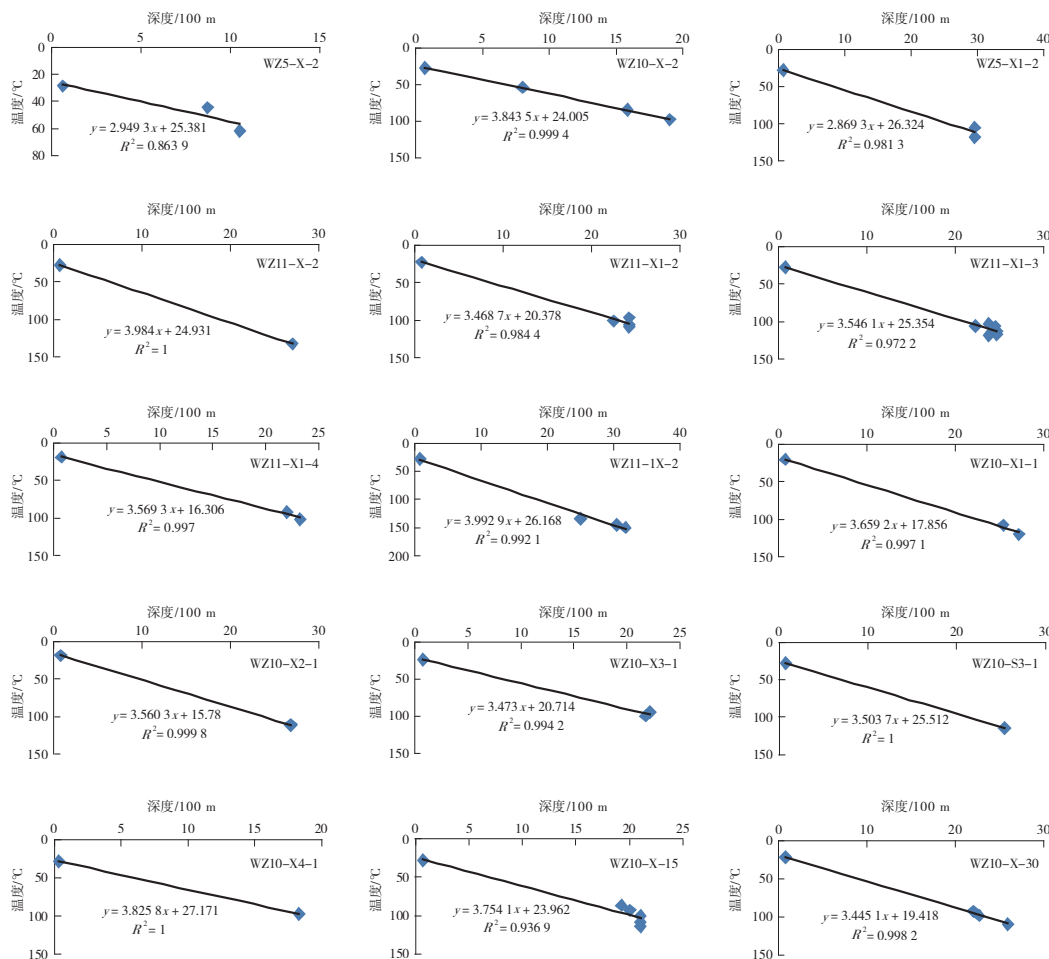 深度/100 m
0 5 10 15
0
20
40
60
80
温度/℃
WZ5-X-2
y = 2.949 3x + 25.381
R² = 0.863 9
深度/100 m
0 5 10 15 20
0
50
100
150
温度/℃
WZ10-X-2
y = 3.843 5x + 24.005
R² = 0.999 4
深度/100 m
0 10 20 30 40
0
50
100
150
温度/℃
WZ5-X1-2
y = 2.869 3x + 26.324
R² = 0.981 3
深度/100 m
0 10 20 30
0
50
100
150
温度/℃
WZ11-X-2
y = 3.984x + 24.931
R² = 1
深度/100 m
0 10 20 30
0
50
100
150
温度/℃
WZ11-X1-2
y = 3.468 7x + 20.378
R² = 0.984 4
深度/100 m
0 10 20 30
0
50
100
150
温度/℃
WZ11-X1-3
y = 3.546 1x + 25.354
R² = 0.972 2
深度/100 m
0 5 10 15 20 25
0
50
100
150
温度/℃
WZ11-X1-4
y = 3.569 3x + 16.306
R² = 0.997
深度/100 m
0 10 20 30 40
0
50
100
150
200
温度/℃
WZ11-1X-2
y = 3.992 9x + 26.168
R² = 0.992 1
深度/100 m
0 10 20 30
0
50
100
150
温度/℃
WZ10-X1-1
y = 3.659 2x + 17.856
R² = 0.997 1
深度/100 m
0 10 20 30
0
50
100
150
温度/℃
WZ10-X2-1
y = 3.560 3x + 15.78
R² = 0.999 8
深度/100 m
0 5 10 15 20 25
0
50
100
150
温度/℃
WZ10-X3-1
y = 3.473x + 20.714
R² = 0.994 2
深度/100 m
0 10 20 30
0
50
100
150
温度/℃
WZ10-S3-1
y = 3.503 7x + 25.512
R² = 1
深度/100 m
0 5 10 15 20
0
50
100
150
温度/℃
WZ10-X4-1
y = 3.825 8x + 27.171
R² = 1
深度/100 m
0 5 10 15 20 25
0
50
100
150
温度/℃
WZ10-X-15
y = 3.754 1x + 23.962
R² = 0.936 9
深度/100 m
0 10 20 30
0
50
100
150
温度/℃
WZ10-X-30
y = 3.445 1x + 19.418
R² = 0.998 2